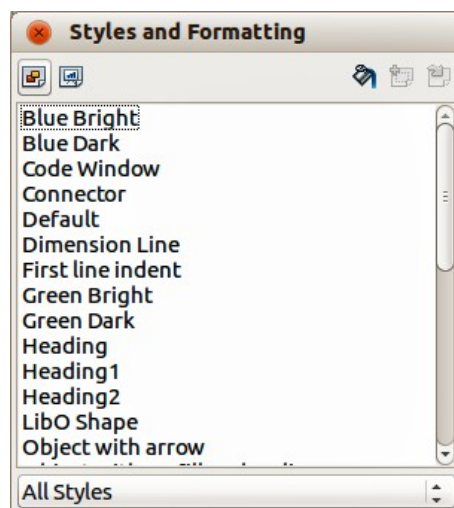 Styles and Formatting
Blue Bright
Blue Dark
Code Window
Connector
Default
Dimension Line
First line indent
Green Bright
Green Dark
Heading
Heading1
Heading2
LibO Shape
Object with arrow
All Styles